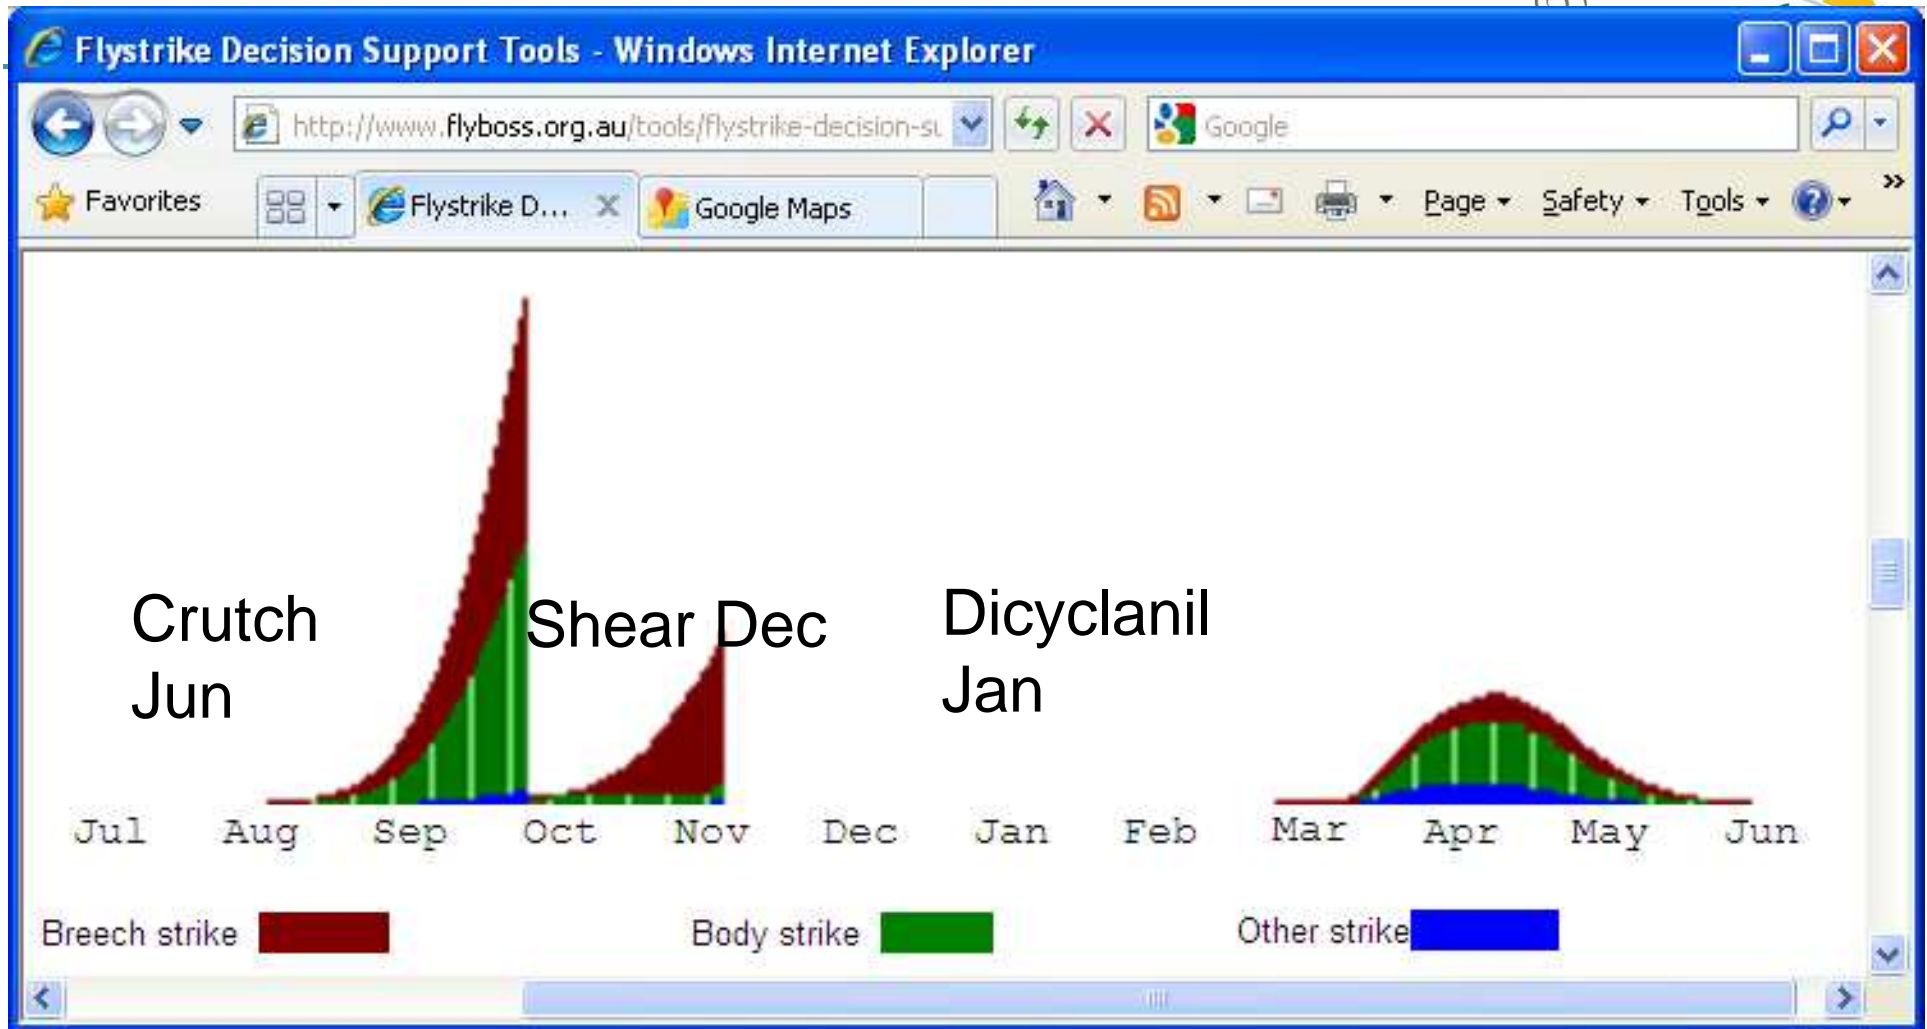 Flystrike Decision Support Tools - Windows Internet Explorer
http://www.flyboss.org.au/tools/flystrike-decision-su
Google
Favorites
Flystrike D...
Google Maps
Page
Safety
Tools
Crutch
Jun
Shear Dec
Dicyclanil
Jan
Jul Aug Sep Oct Nov Dec Jan Feb Mar Apr May Jun
Breech strike
Body strike
Other strike